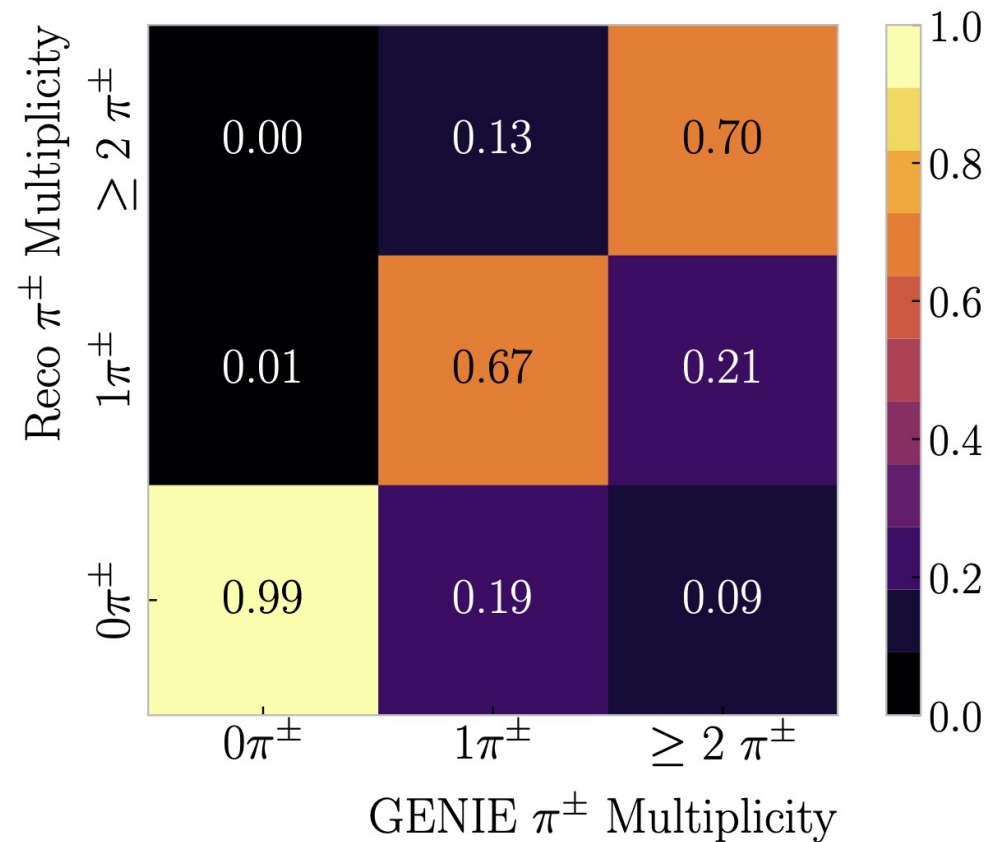 Reco π± Multiplicity
≥ 2 π±
1π±
0π±
0.00 0.13 0.70
0.01 0.67 0.21
0.99 0.19 0.09
0π± 1π± ≥ 2 π±
GENIE π± Multiplicity
1.0
0.8
0.6
0.4
0.2
0.0